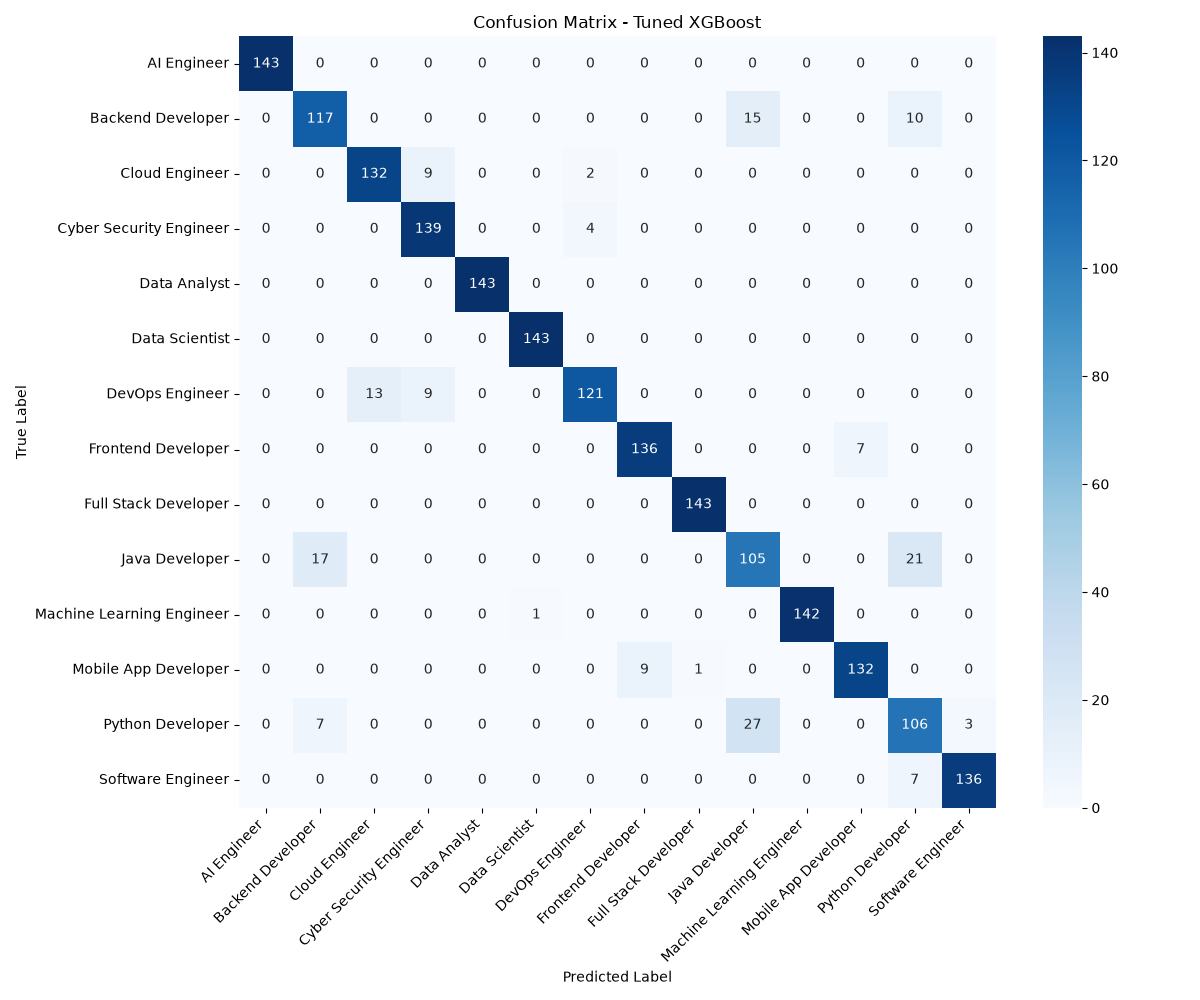 Confusion Matrix - Tuned XGBoost
AI Engineer 143 0 0 0 0 0 0 0 0 0 0 0 0 0
Backend Developer 0 117 0 0 0 0 0 0 0 15 0 0 10 0
Cloud Engineer 0 0 132 9 0 0 2 0 0 0 0 0 0 0
Cyber Security Engineer 0 0 0 139 0 0 4 0 0 0 0 0 0 0
Data Analyst 0 0 0 0 143 0 0 0 0 0 0 0 0 0
Data Scientist 0 0 0 0 0 143 0 0 0 0 0 0 0 0
DevOps Engineer 0 0 13 9 0 0 121 0 0 0 0 0 0 0
Frontend Developer 0 0 0 0 0 0 0 136 0 0 0 7 0 0
Full Stack Developer 0 0 0 0 0 0 0 0 143 0 0 0 0 0
Java Developer 0 17 0 0 0 0 0 0 0 105 0 0 21 0
Machine Learning Engineer 0 0 0 0 0 1 0 0 0 0 142 0 0 0
Mobile App Developer 0 0 0 0 0 0 0 9 1 0 0 132 0 0
Python Developer 0 7 0 0 0 0 0 0 0 27 0 0 106 3
Software Engineer 0 0 0 0 0 0 0 0 0 0 0 0 7 136
True Label
AI Engineer
Backend Developer
Cloud Engineer
Cyber Security Engineer
Data Analyst
Data Scientist
DevOps Engineer
Frontend Developer
Full Stack Developer
Java Developer
Machine Learning Engineer
Mobile App Developer
Python Developer
Software Engineer
Predicted Label
140
120
100
80
60
40
20
0